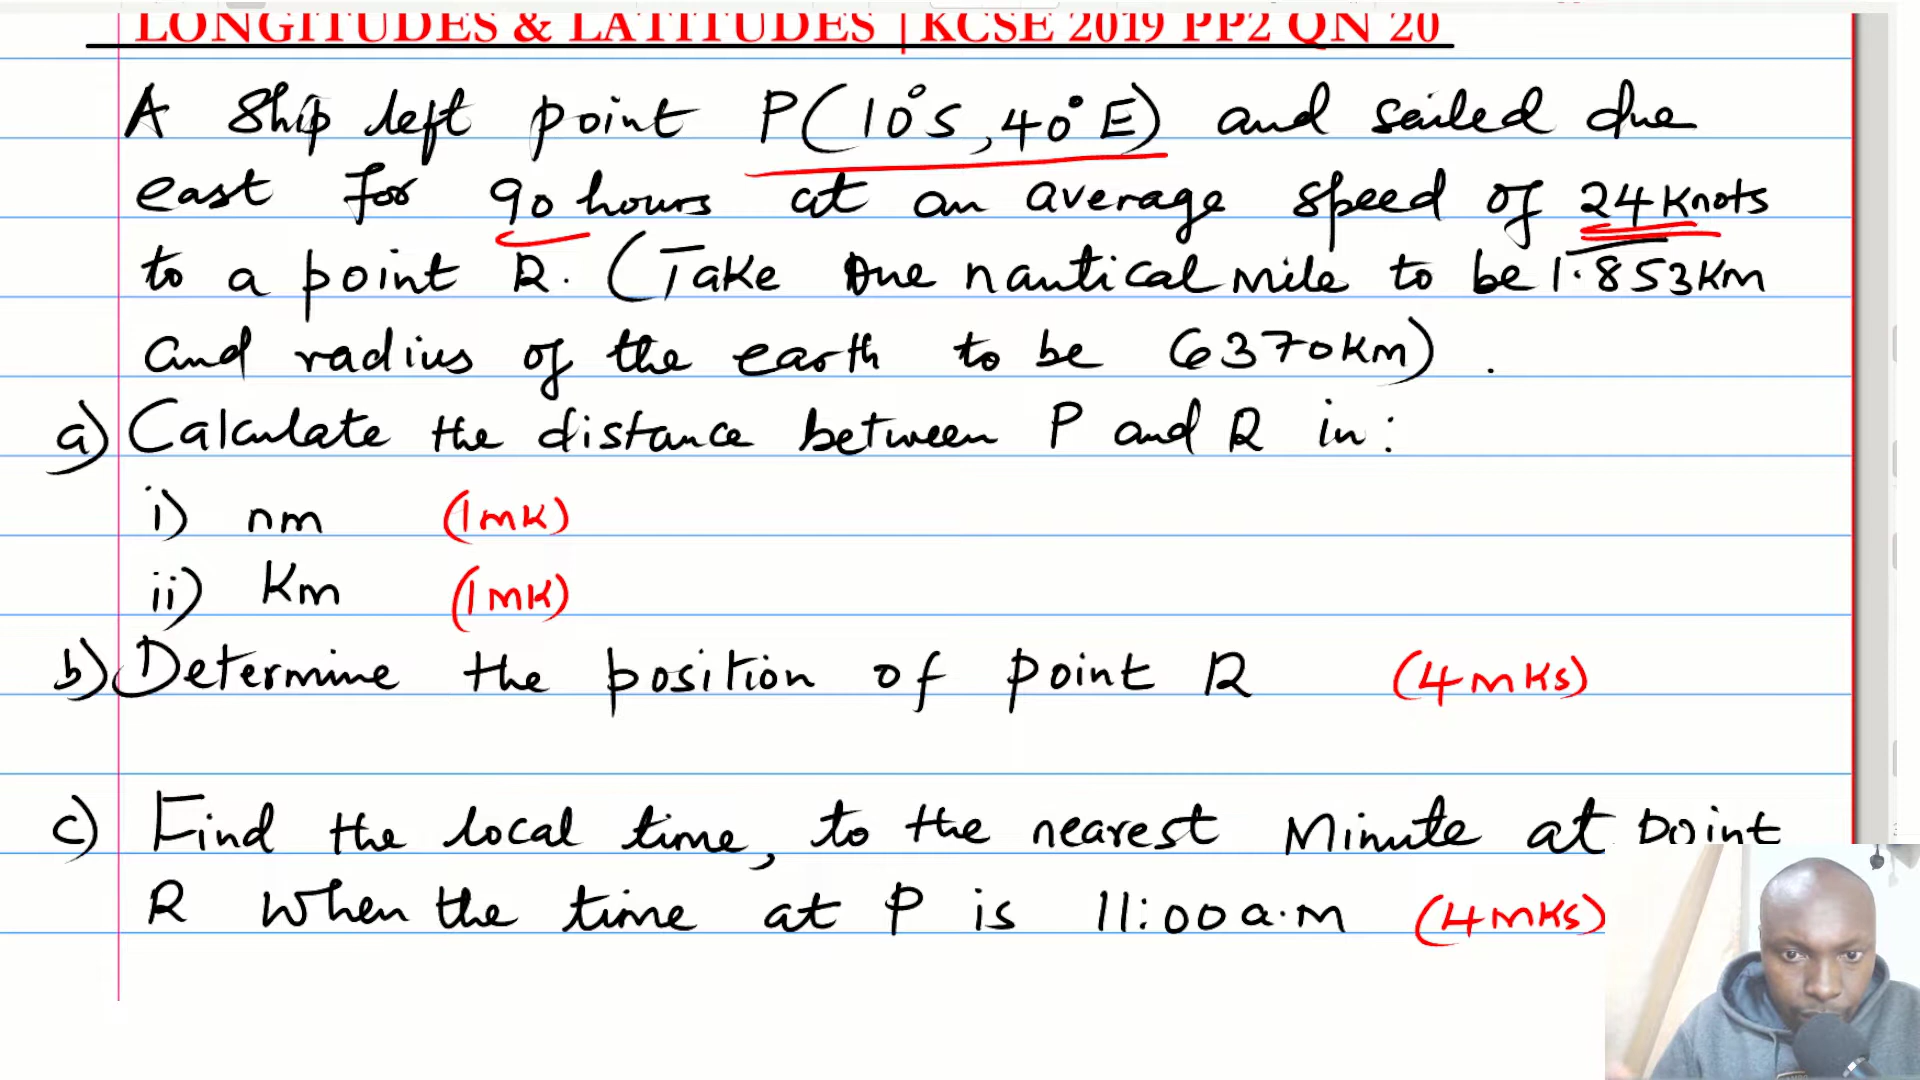 LONGITUDES & LATITUDES | KCSE 2019 PP2 QN 20
A ship left point P(10°S, 40°E) and sailed due
east for 90 hours at an average speed of 24 Knots
to a point R. (Take One nautical mile to be 1.853Km
and radius of the earth to be 6370Km).
a) Calculate the distance between P and R in:
i) nm (1mk)
ii) Km (1mk)
b) Determine the position of point R (4mks)
c) Find the local time, to the nearest Minute at point
R when the time at P is 11:00 a.m (4mks)